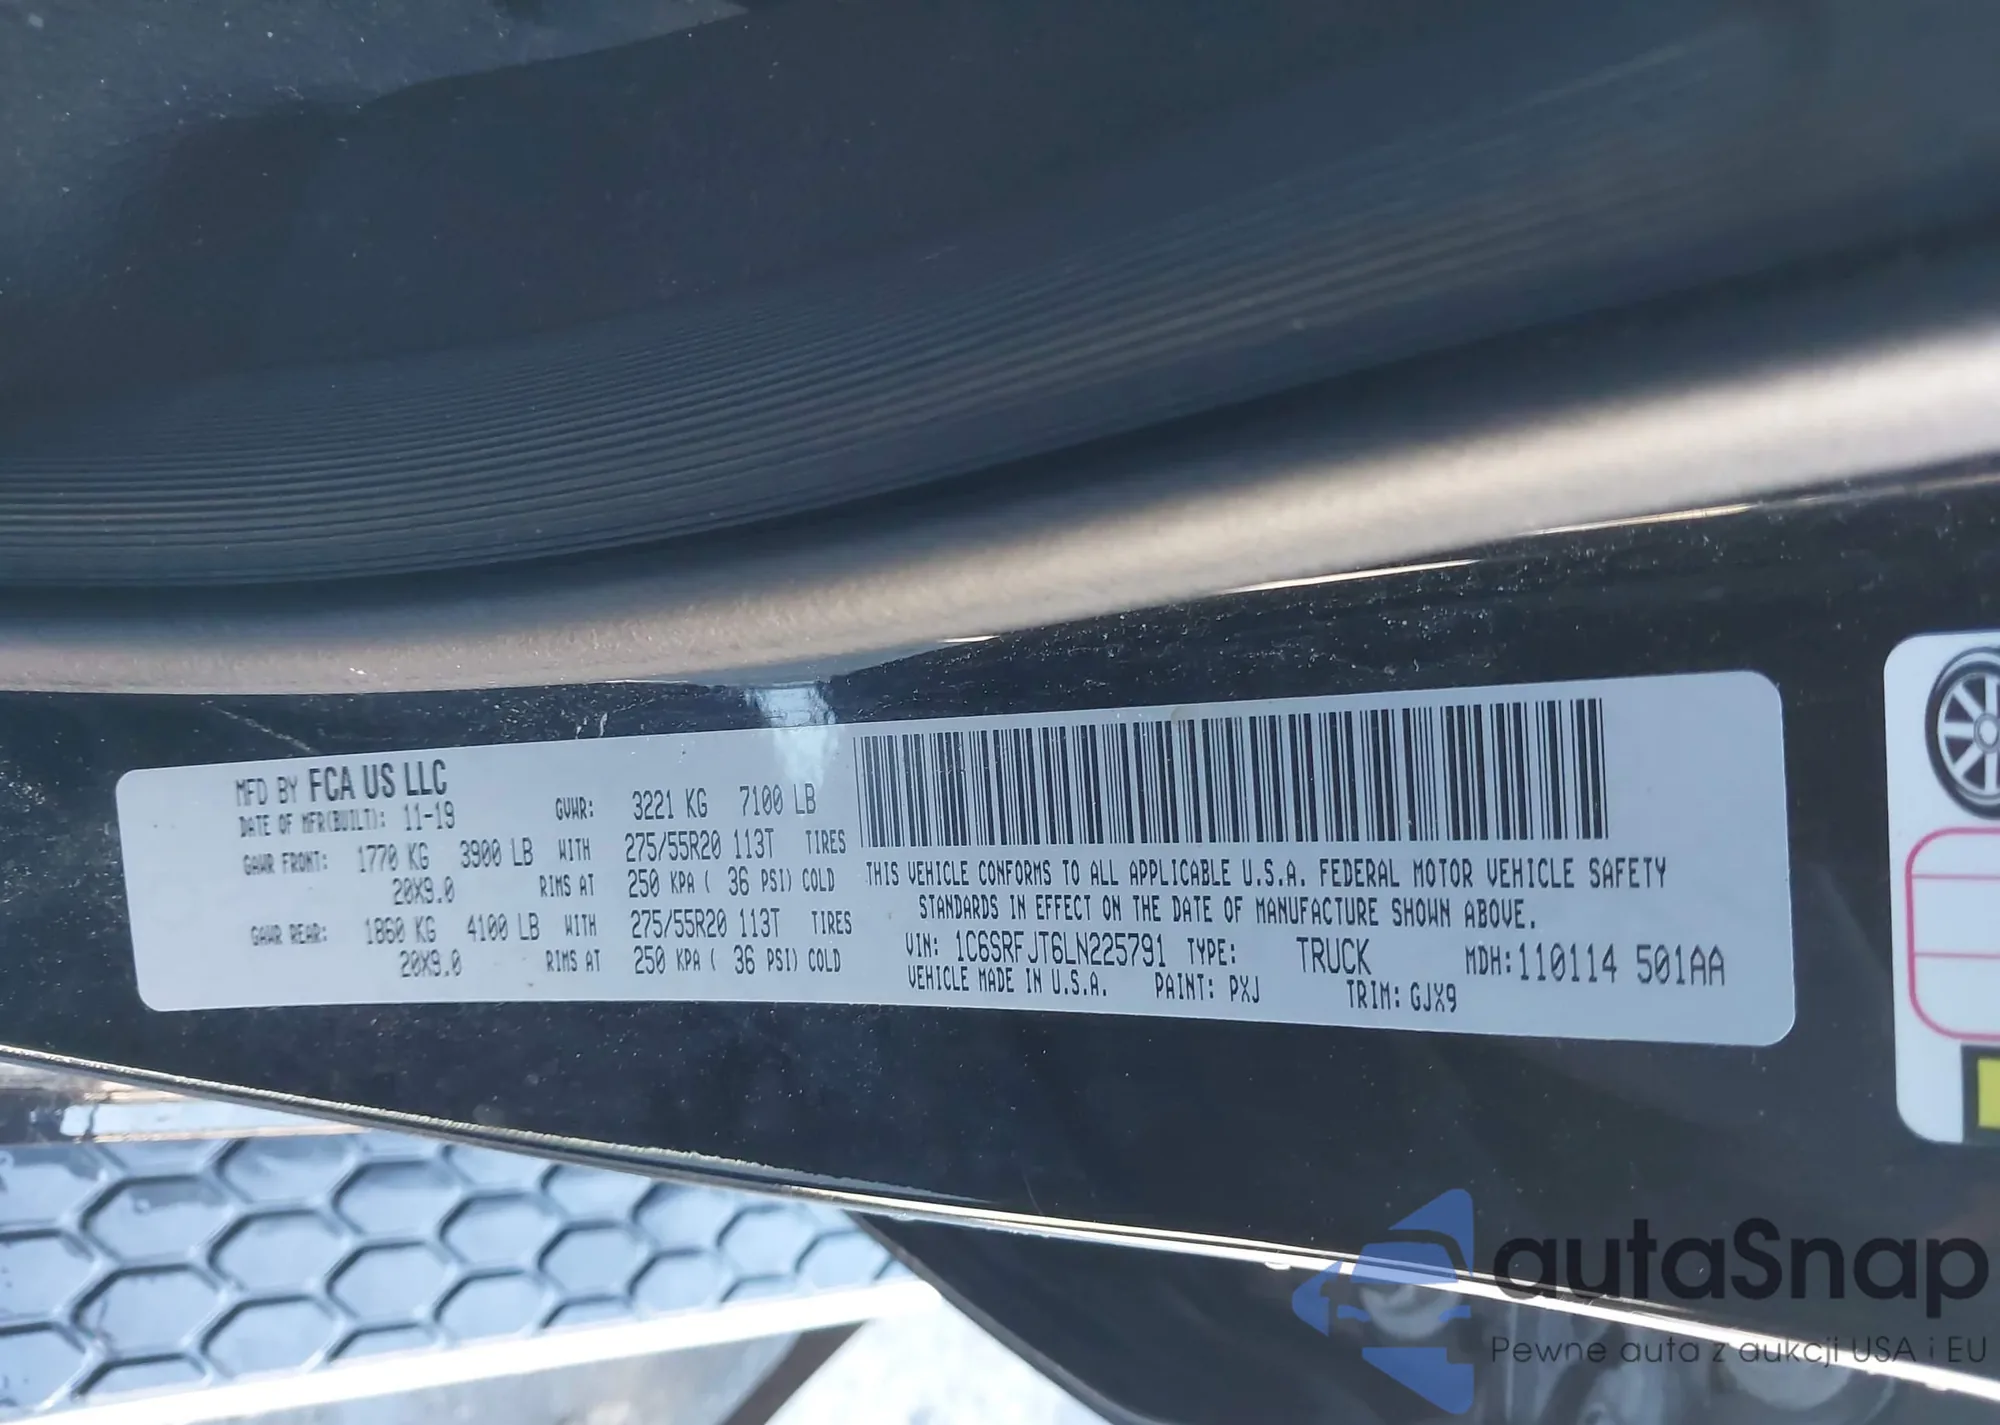 MFD BY FCA US LLC
DATE OF MFR(BUILT): 11-19
GVWR: 3221 KG 7100 LB
GAWR FRONT: 1770 KG 3900 LB WITH 275/55R20 113T TIRES
20X9.0 RIMS AT 250 KPA ( 36 PSI) COLD
GAWR REAR: 1860 KG 4100 LB WITH 275/55R20 113T TIRES
20X9.0 RIMS AT 250 KPA ( 36 PSI) COLD
THIS VEHICLE CONFORMS TO ALL APPLICABLE U.S.A. FEDERAL MOTOR VEHICLE SAFETY
STANDARDS IN EFFECT ON THE DATE OF MANUFACTURE SHOWN ABOVE.
VIN: 1C6SRFJT6LN225791 TYPE: TRUCK MDH:110114 501AA
VEHICLE MADE IN U.S.A. PAINT: PXJ TRIM: GJX9
autaSnap
Pewne auta z aukcji USA i EU